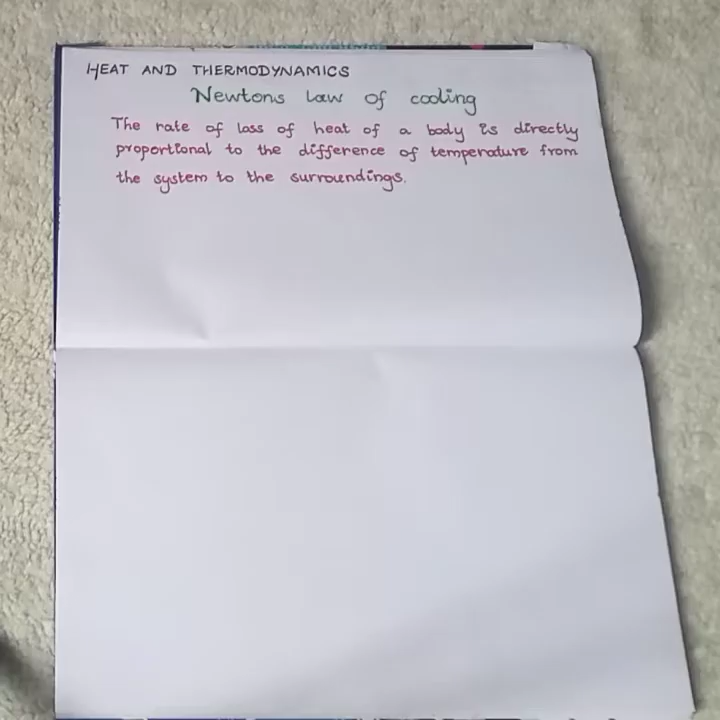 HEAT AND THERMODYNAMICS
Newtons law of cooling
The rate of loss of heat of a body is directly
proportional to the difference of temperature from
the system to the surroundings.